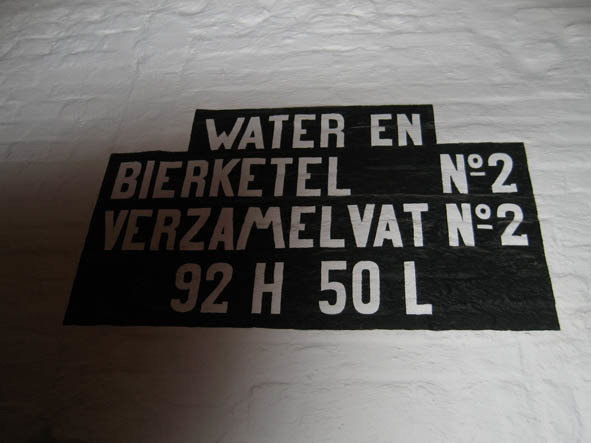 WATER EN
BIERKETEL Nº2
VERZAMELVAT Nº2
92 H 50 L